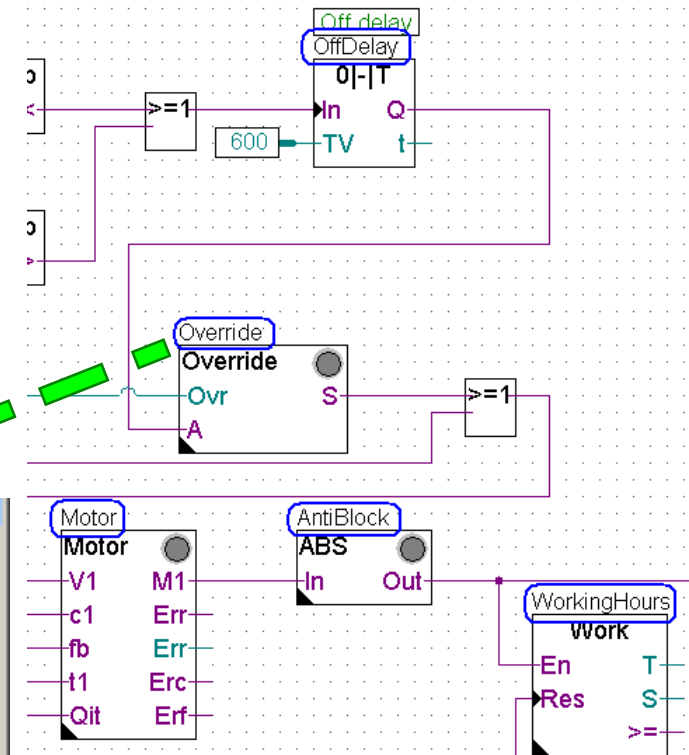 Off delay
OffDelay
0|-|T
>=1
In Q
600
TV t
Override
Override
Ovr S
A
>=1
Motor
Motor
V1 M1
c1 Err
fb Err
t1 Erc
Qit Erf
AntiBlock
ABS
In Out
WorkingHours
Work
En T
Res S
>=